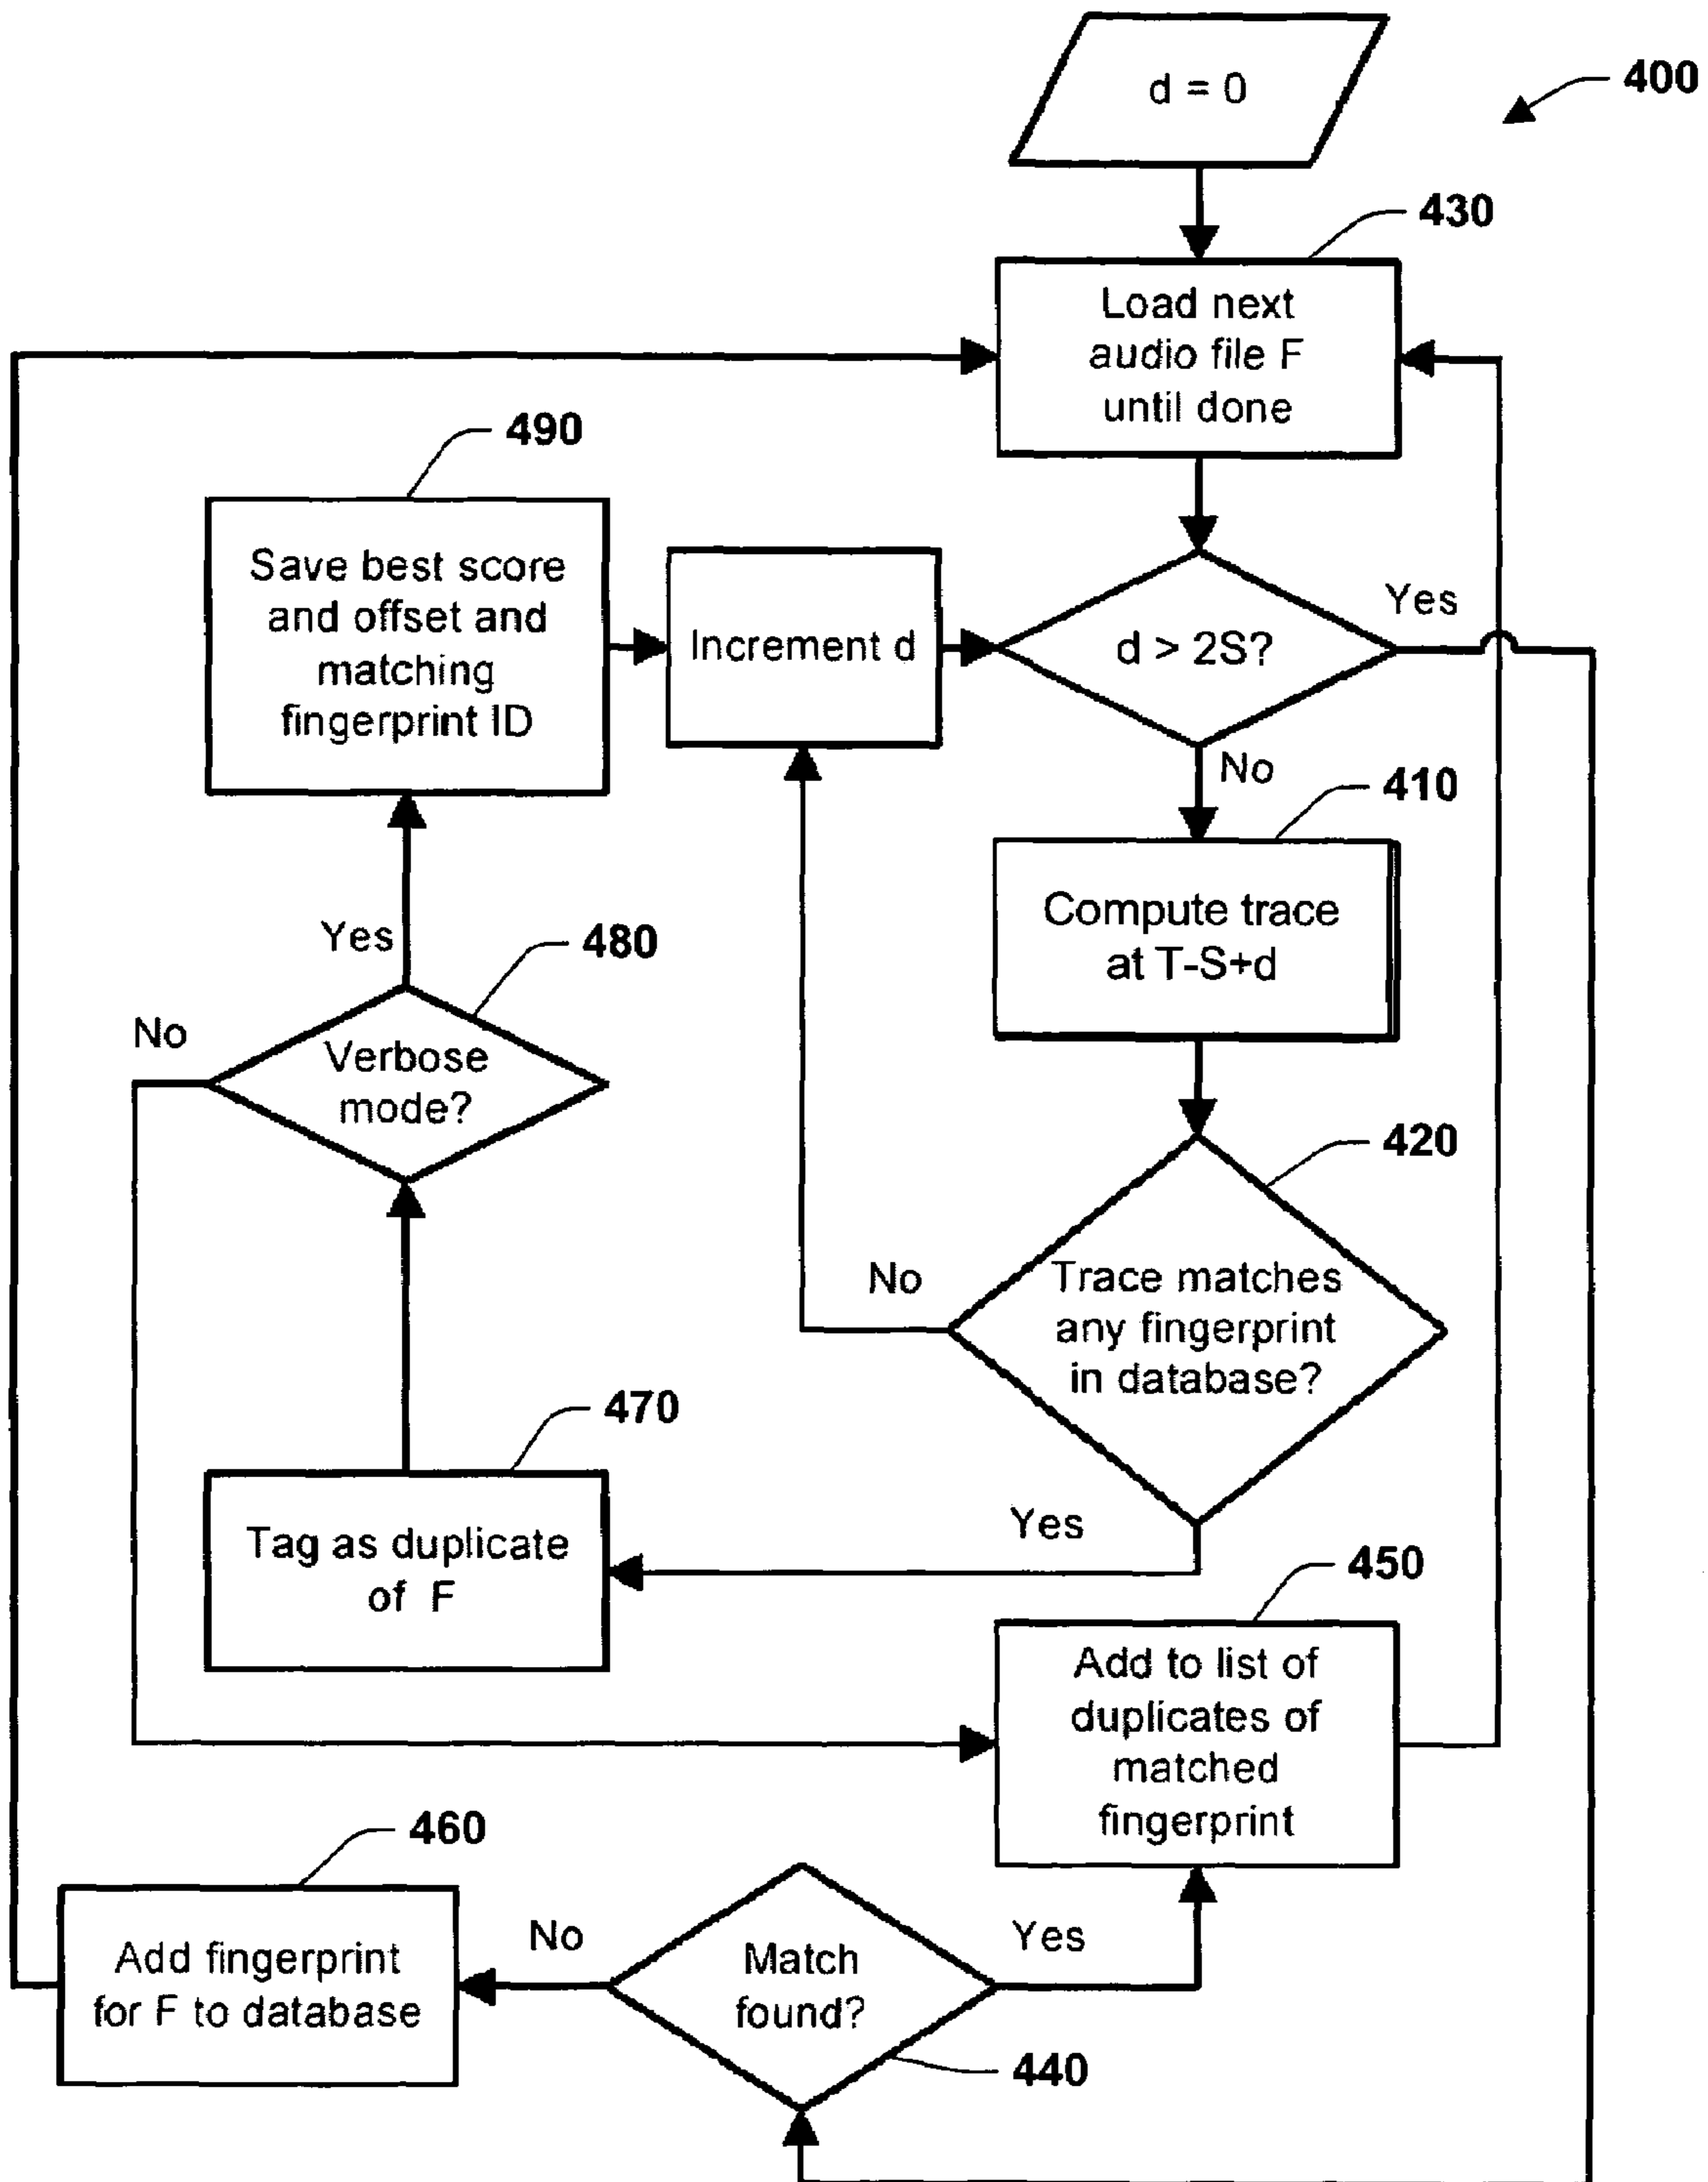 d = 0
400
430
Load next
audio file F
until done
490
Save best score
and offset and
matching
fingerprint ID
Increment d
d > 2S?
Yes
No
410
Compute trace
at T-S+d
Yes
480
No
Verbose
mode?
420
No
Trace matches
any fingerprint
in database?
470
Yes
Tag as duplicate
of F
450
Add to list of
duplicates of
matched
fingerprint
460
No
Yes
Add fingerprint
for F to database
Match
found?
440